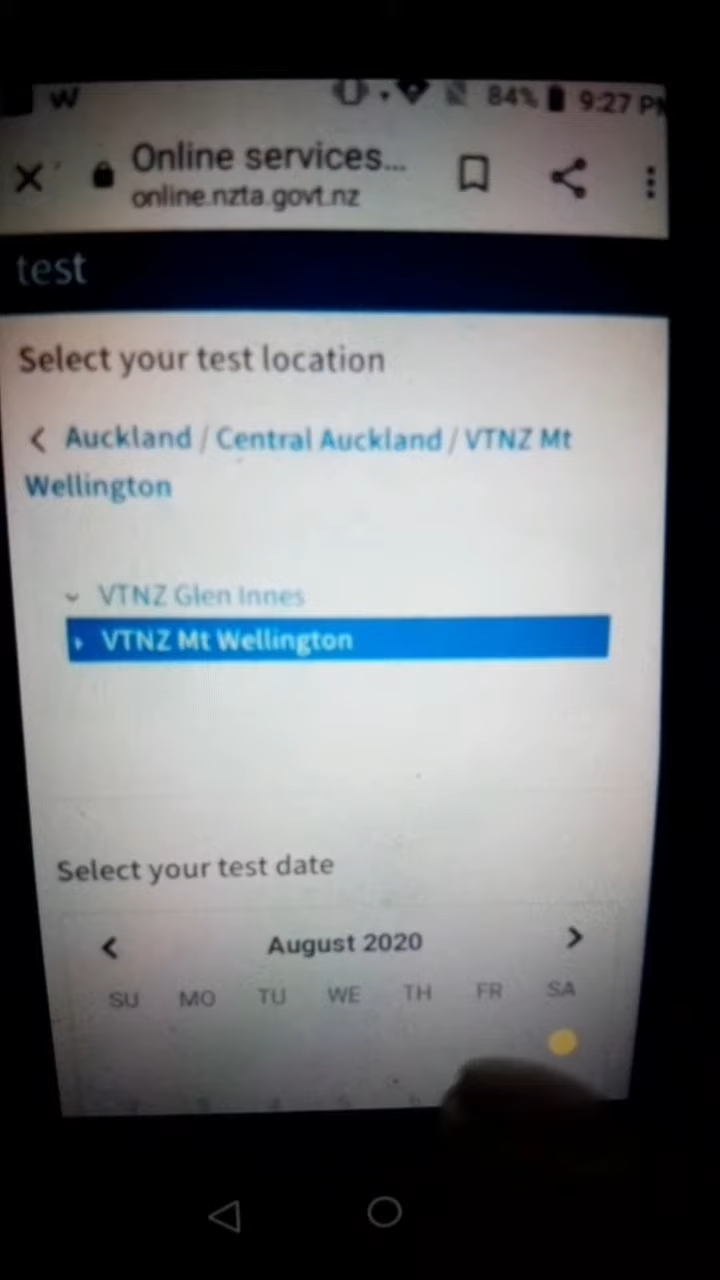 W 84% 9:27 PM
Online services...
online.nzta.govt.nz
test
Select your test location
Auckland / Central Auckland / VTNZ Mt
Wellington
VTNZ Glen Innes
VTNZ Mt Wellington
Select your test date
August 2020
SU MO TU WE TH FR SA